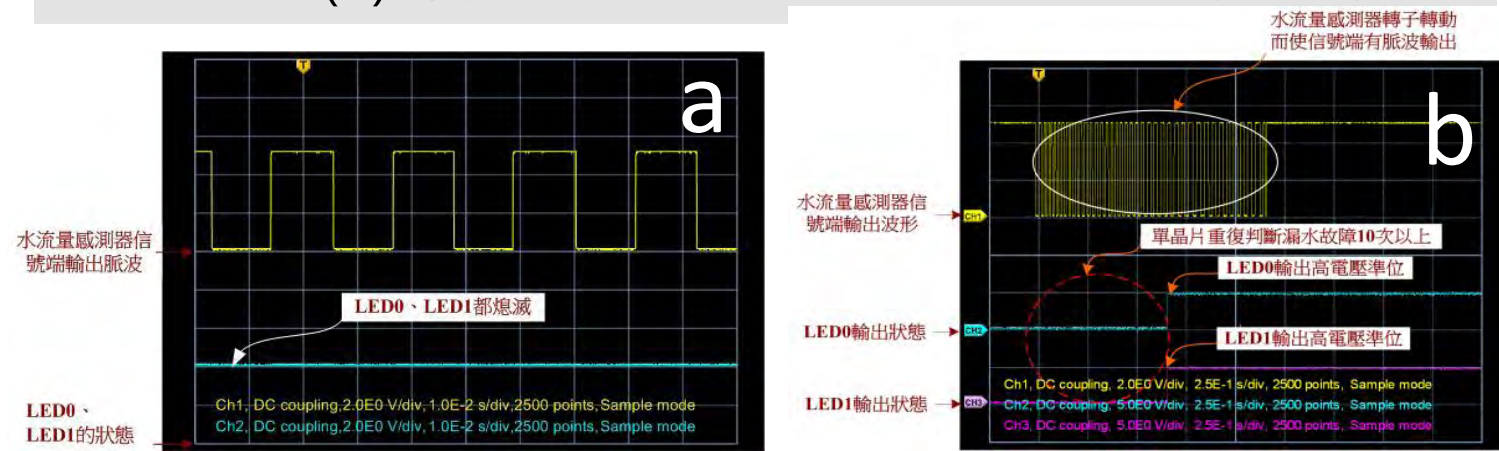 T
a
水流量感測器信
號端輸出脈波
LED0、LED1都熄滅
LED0、
LED1的狀態
Ch1, DC coupling,2.0E0 V/div,1.0E-2 s/div,2500 points,Sample mode
Ch2, DC coupling,2.0E0 V/div,1.0E-2 s/div,2500 points,Sample mode
水流量感測器轉子轉動
而使信號端有脈波輸出
T
b
水流量感測器信
號端輸出波形
CH1
單晶片重復判斷漏水故障10次以上
LED0輸出高電壓準位
LED0輸出狀態
CH2
LED1輸出高電壓準位
LED1輸出狀態
CH3
Ch1, DC coupling, 2.0E0 V/div, 2.5E-1 s/div, 2500 points, Sample mode
Ch2, DC coupling, 5.0E0 V/div, 2.5E-1 s/div, 2500 points, Sample mode
Ch3, DC coupling, 5.0E0 V/div, 2.5E-1 s/div, 2500 points, Sample mode